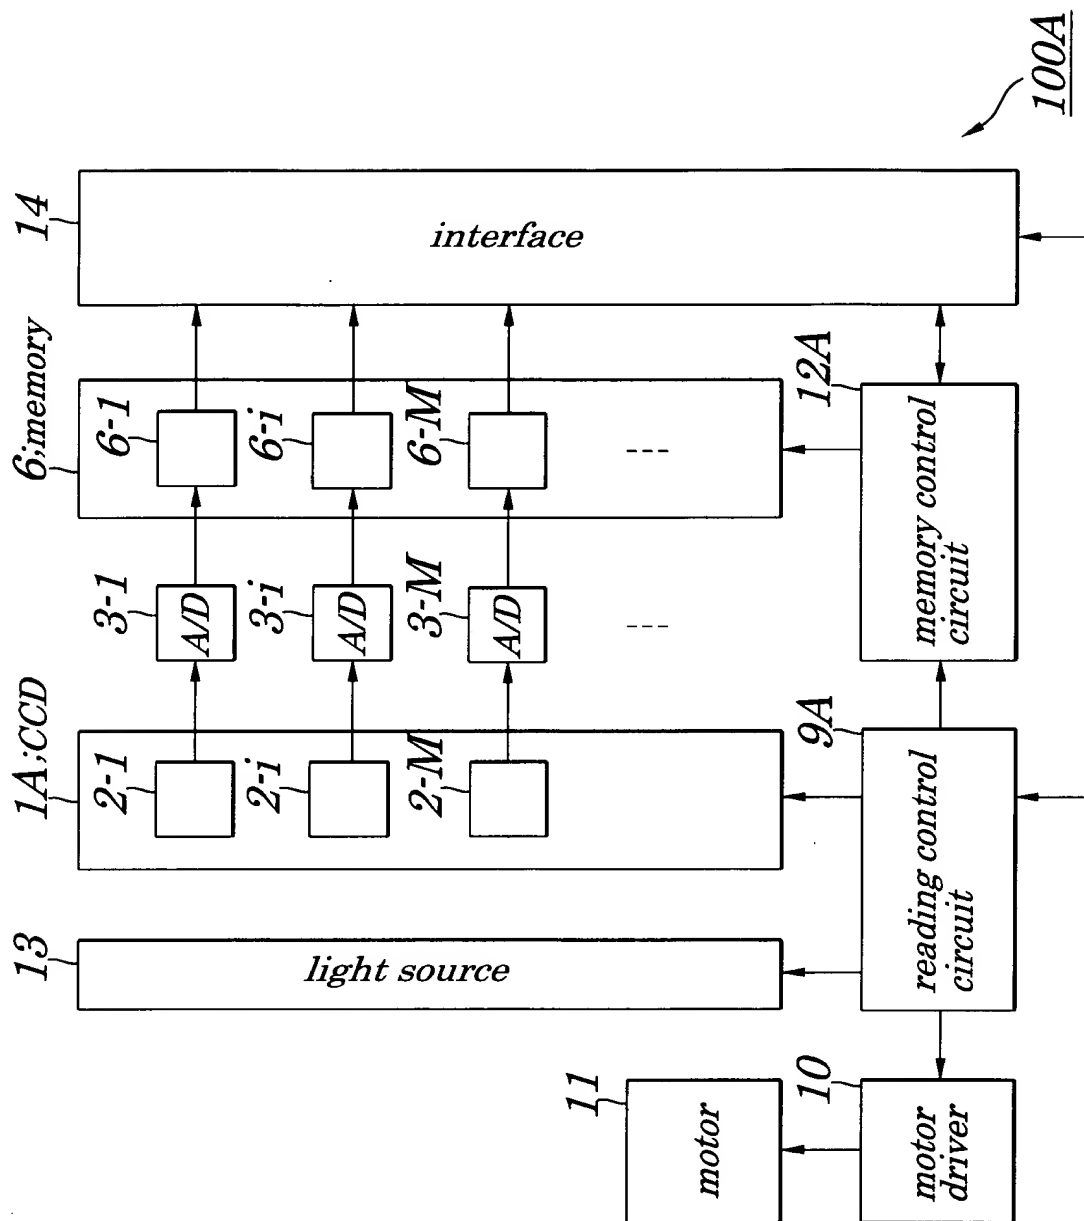 100A
14
interface
6;memory
6-1
6-i
6-M
---
12A
memory control
circuit
3-1
A/D
3-i
A/D
3-M
A/D
---
1A;CCD
2-1
2-i
2-M
9A
reading control
circuit
13
light source
11
motor
10
motor
driver